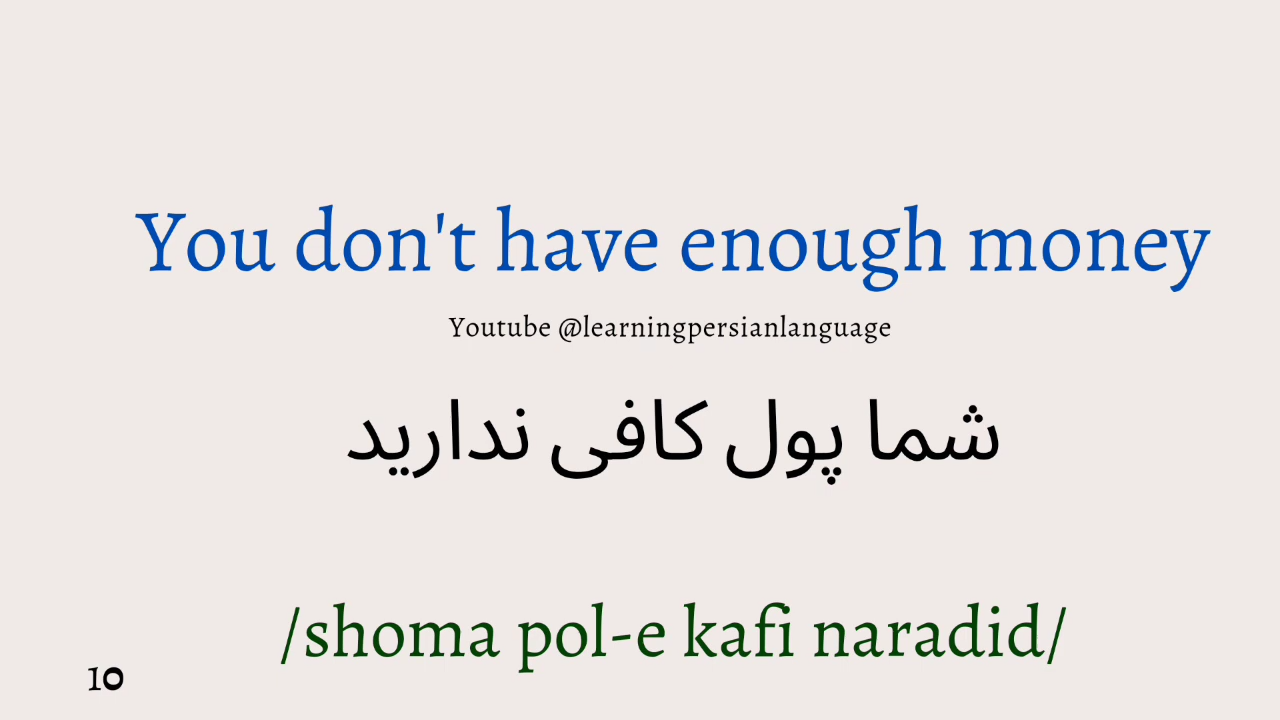 You don't have enough money
Youtube @learningpersianlanguage
شما پول کافی ندارید
/shoma pol-e kafi naradid/
10